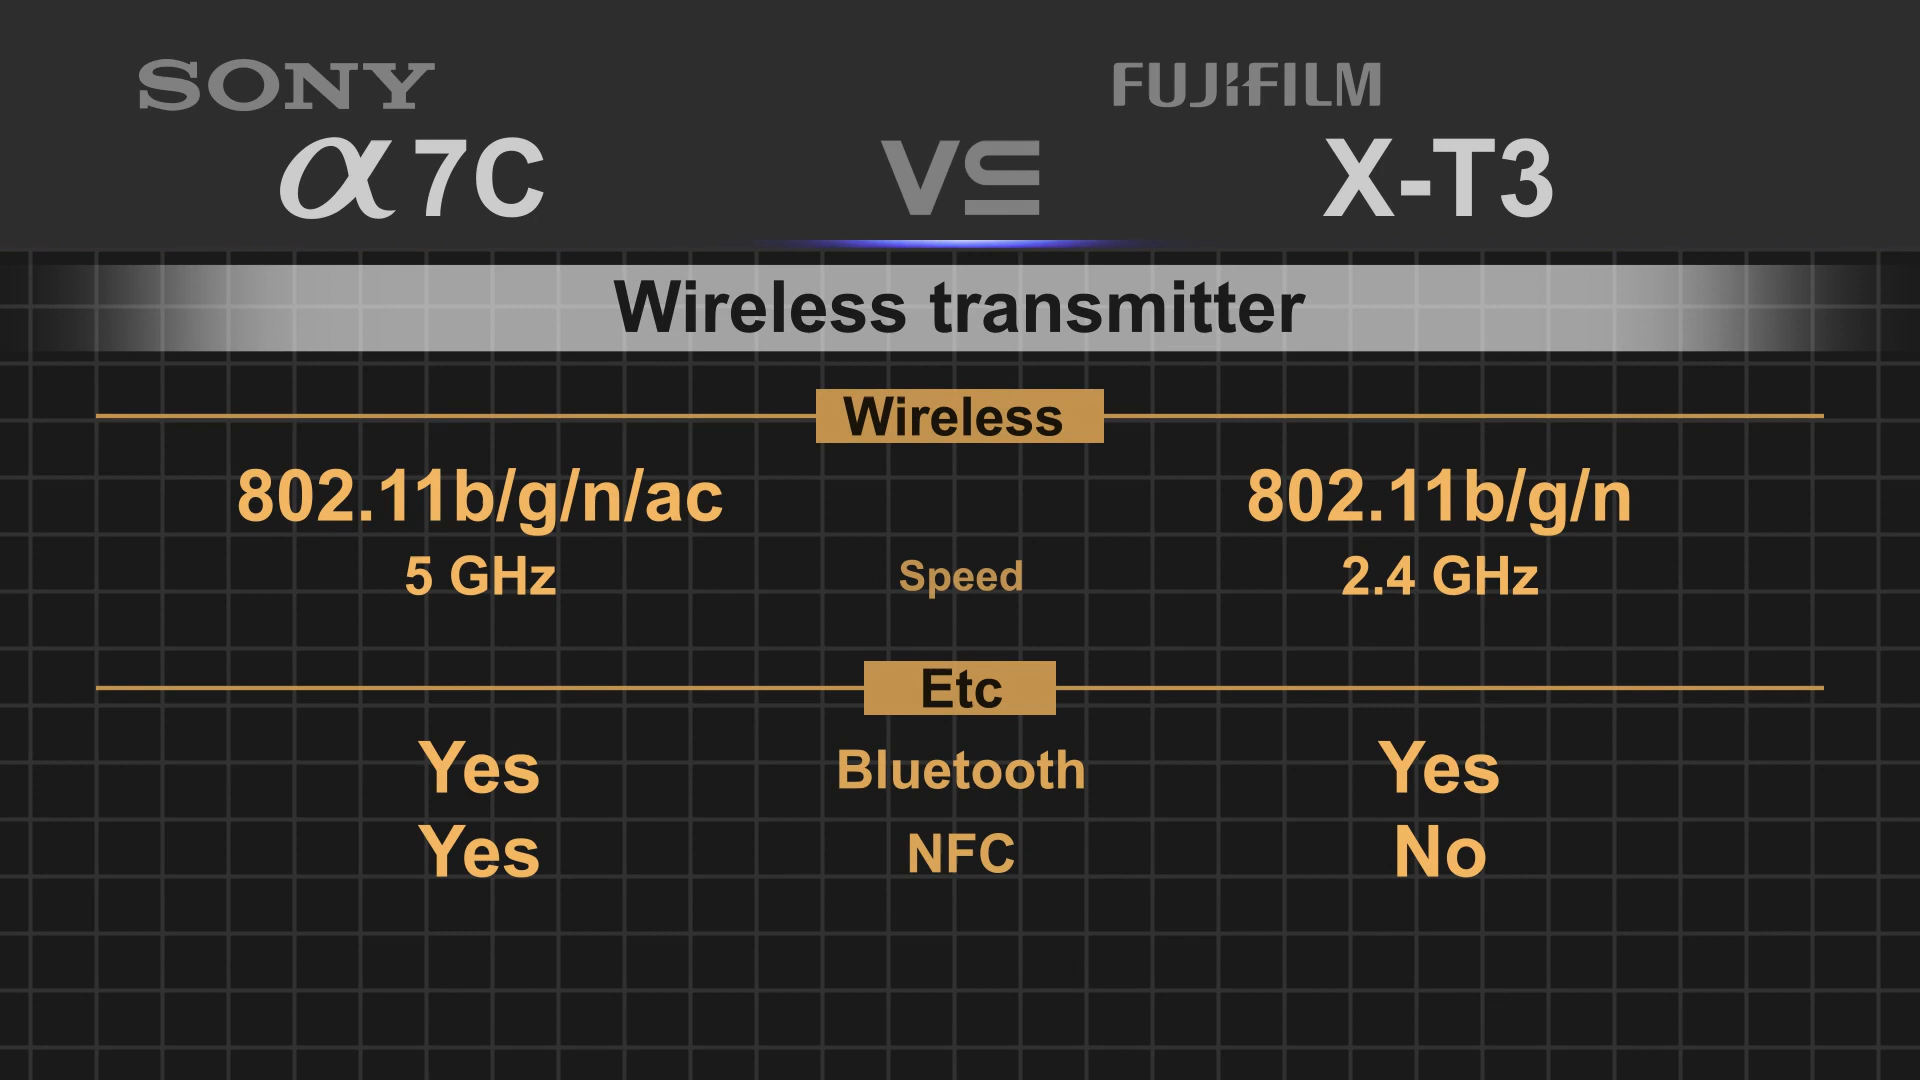 SONY
α7C
VS
FUJIFILM
X-T3
Wireless transmitter
Wireless
802.11b/g/n/ac
802.11b/g/n
5 GHz
Speed
2.4 GHz
Etc
Yes
Bluetooth
Yes
Yes
NFC
No